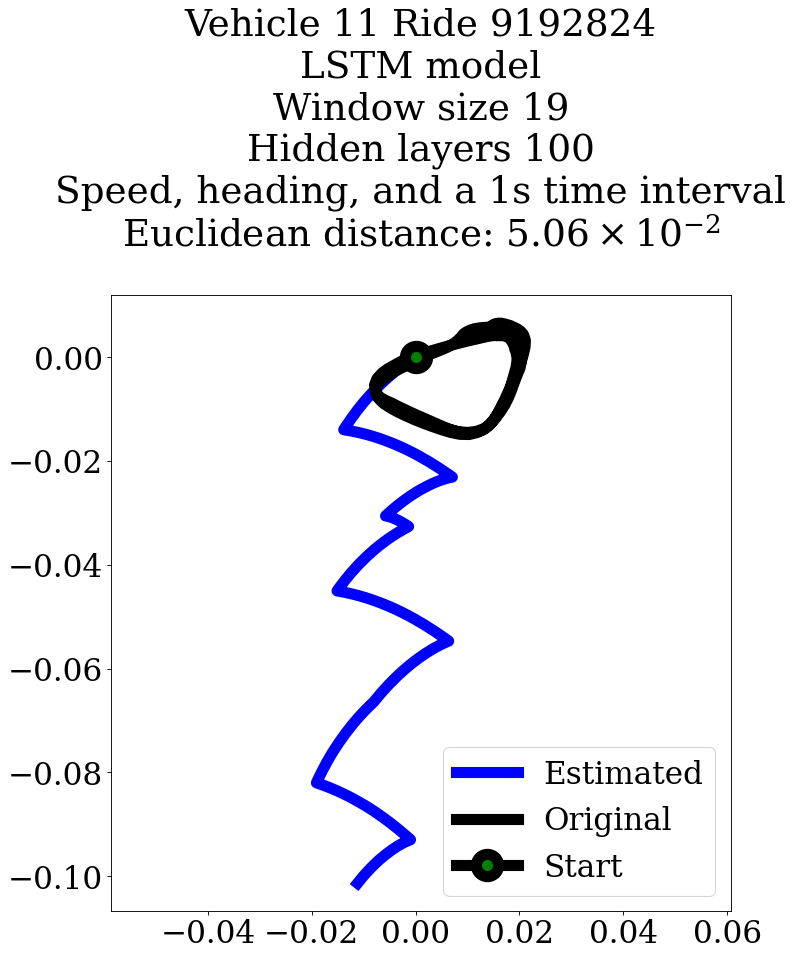 Vehicle 11 Ride 9192824
LSTM model
Window size 19
Hidden layers 100
Speed, heading, and a 1s time interval
Euclidean distance: 5.06 × 10⁻²
0.00
−0.02
−0.04
−0.06
−0.08
−0.10
Estimated
Original
Start
−0.04 −0.02 0.00 0.02 0.04 0.06